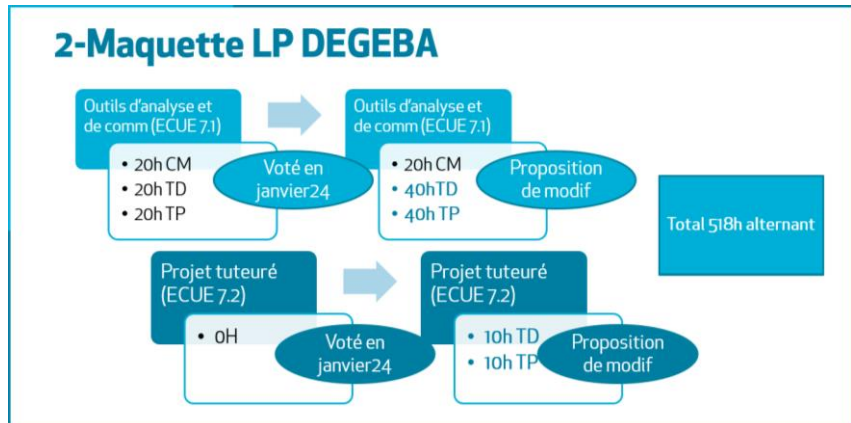 2-Maquette LP DEGEBA
Outils d'analyse et
de comm (ECUE 7.1)
• 20h CM
• 20h TD
• 20h TP
Voté en
janvier24
Outils d'analyse et
de comm (ECUE 7.1)
• 20h CM
• 40hTD
• 40h TP
Proposition
de modif
Total 518h alternant
Projet tuteuré
(ECUE 7.2)
• 0H
Voté en
janvier24
Projet tuteuré
(ECUE 7.2)
• 10h TD
• 10h TP
Proposition
de modif